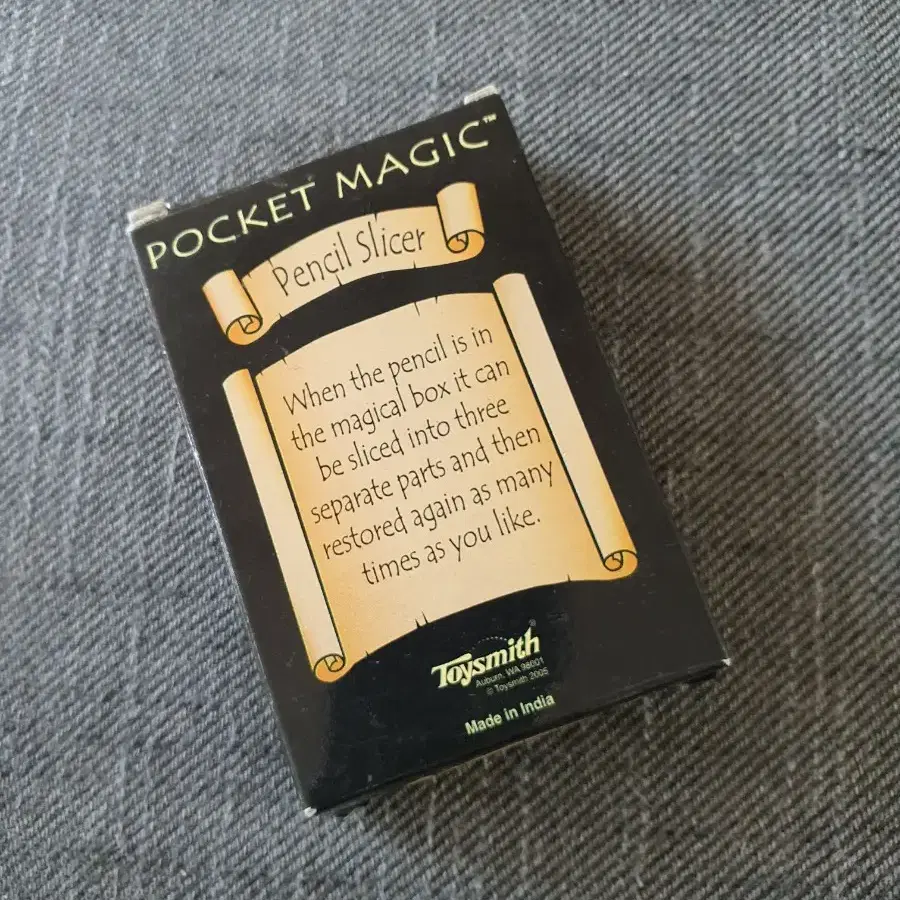 POCKET MAGIC™
Pencil Slicer
When the pencil is in
the magical box it can
be sliced into three
separate parts and then
restored again as many
times as you like.
Toysmith®
Auburn, WA 98001
© Toysmith 2005
Made in India